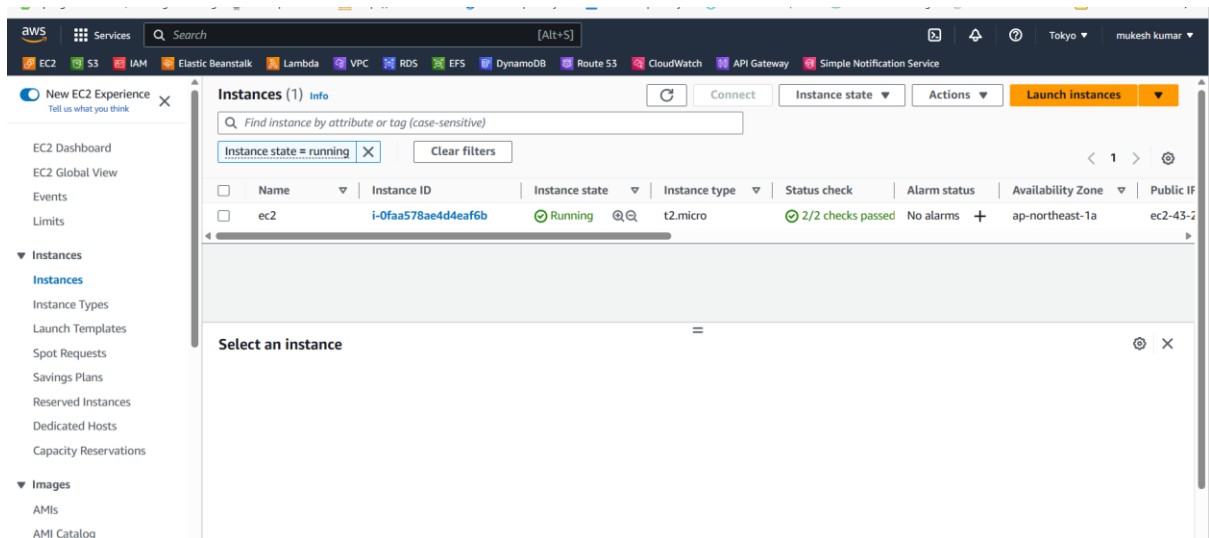 aws Services Search [Alt+S] Tokyo ▼ mukesh kumar ▼
EC2 S3 IAM Elastic Beanstalk Lambda VPC RDS EFS DynamoDB Route 53 CloudWatch API Gateway Simple Notification Service
New EC2 Experience
Tell us what you think
EC2 Dashboard
EC2 Global View
Events
Limits
Instances
Instances
Instance Types
Launch Templates
Spot Requests
Savings Plans
Reserved Instances
Dedicated Hosts
Capacity Reservations
Images
AMIs
AMI Catalog
Instances (1) Info Connect Instance state ▼ Actions ▼ Launch instances ▼
Find instance by attribute or tag (case-sensitive)
Instance state = running Clear filters
1
Name Instance ID Instance state Instance type Status check Alarm status Availability Zone Public
ec2 i-0faa578ae4d4eaf6b Running t2.micro 2/2 checks passed No alarms + ap-northeast-1a ec2-43-2
Select an instance